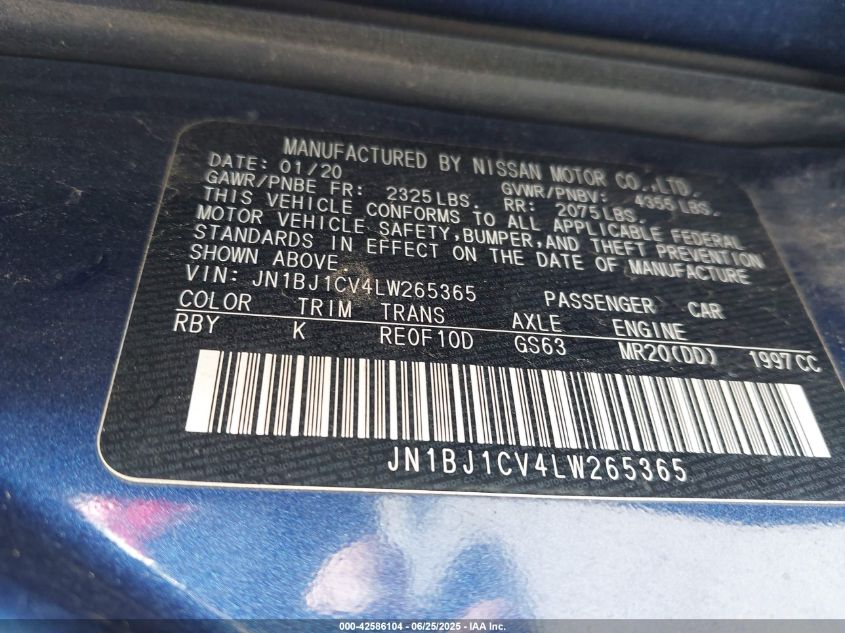 MANUFACTURED BY NISSAN MOTOR CO.,LTD.
DATE: 01/20
GAWR/PNBE FR: 2325LBS. RR: 2075LBS. GVWR/PNBV: 4355LBS.
THIS VEHICLE CONFORMS TO ALL APPLICABLE FEDERAL
MOTOR VEHICLE SAFETY,BUMPER,AND THEFT PREVENTION
STANDARDS IN EFFECT ON THE DATE OF MANUFACTURE
SHOWN ABOVE
VIN: JN1BJ1CV4LW265365 PASSENGER CAR
COLOR TRIM TRANS AXLE ENGINE
RBY K RE0F10D GS63 MR20(DD) 1997CC
JN1BJ1CV4LW265365
000-42586104 - 06/25/2025 - © IAA, Inc.